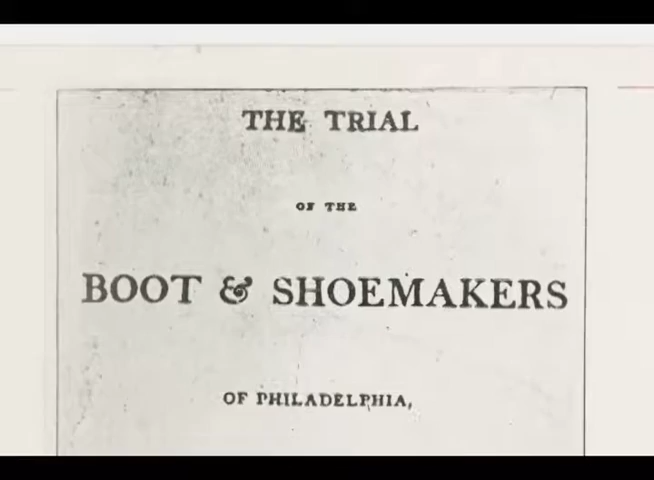 THE TRIAL
OF THE
BOOT & SHOEMAKERS
OF PHILADELPHIA,